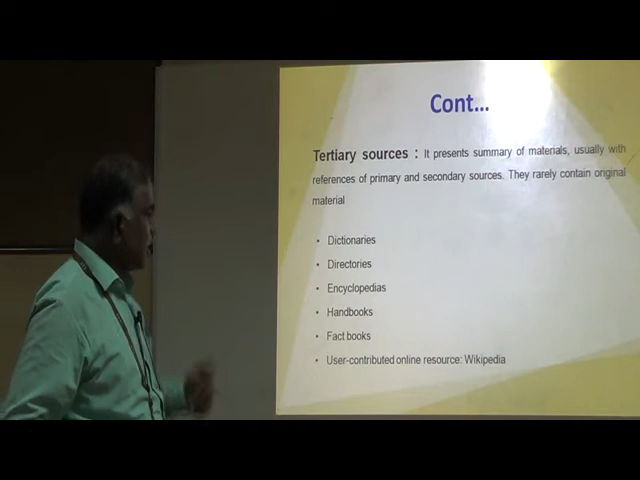 Cont...
Tertiary sources : It presents summary of materials, usually with
references of primary and secondary sources. They rarely contain original
material
• Dictionaries
• Directories
• Encyclopedias
• Handbooks
• Fact books
• User-contributed online resource: Wikipedia